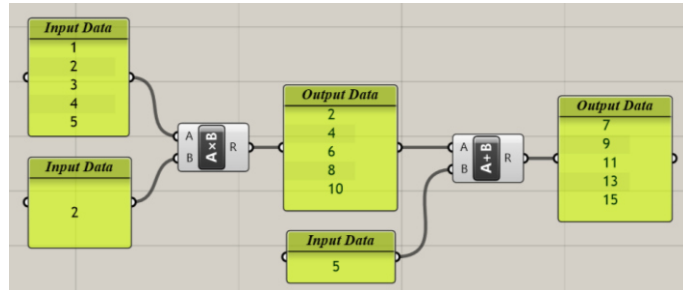 Input Data
1
2
3
4
5
Input Data
2
A
B
A×B
R
Output Data
2
4
6
8
10
Input Data
5
A
B
A+B
R
Output Data
7
9
11
13
15